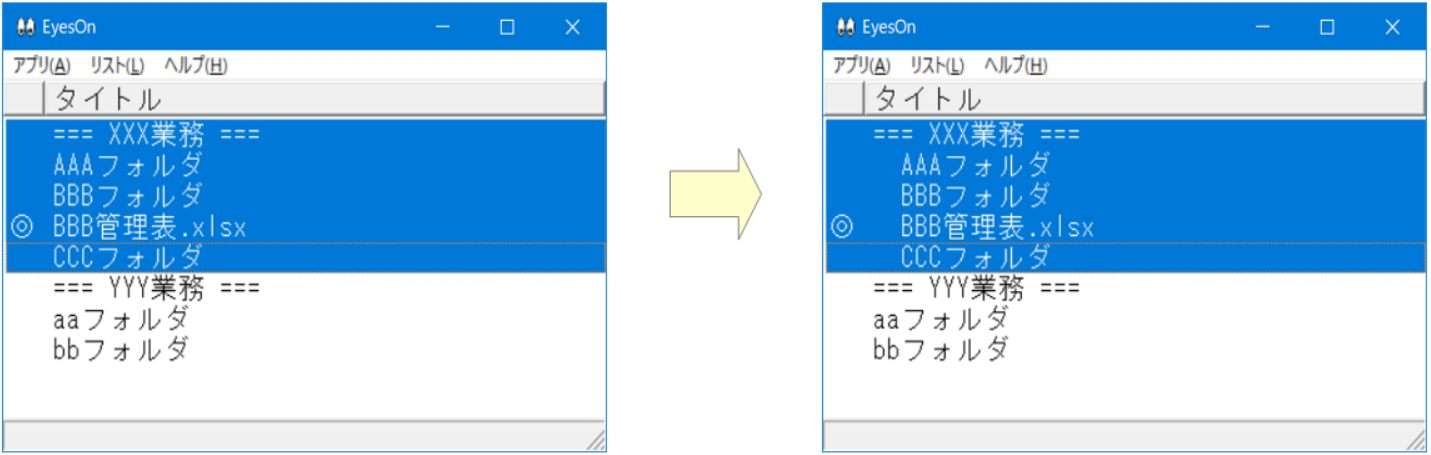 EyesOn
アプリ(A) リスト(L) ヘルプ(H)
タイトル
=== XXX業務 ===
AAAフォルダ
BBBフォルダ
◎ BBB管理表.xlsx
CCCフォルダ
=== YYY業務 ===
aaフォルダ
bbフォルダ
EyesOn
アプリ(A) リスト(L) ヘルプ(H)
タイトル
=== XXX業務 ===
AAAフォルダ
BBBフォルダ
◎ BBB管理表.xlsx
CCCフォルダ
=== YYY業務 ===
aaフォルダ
bbフォルダ